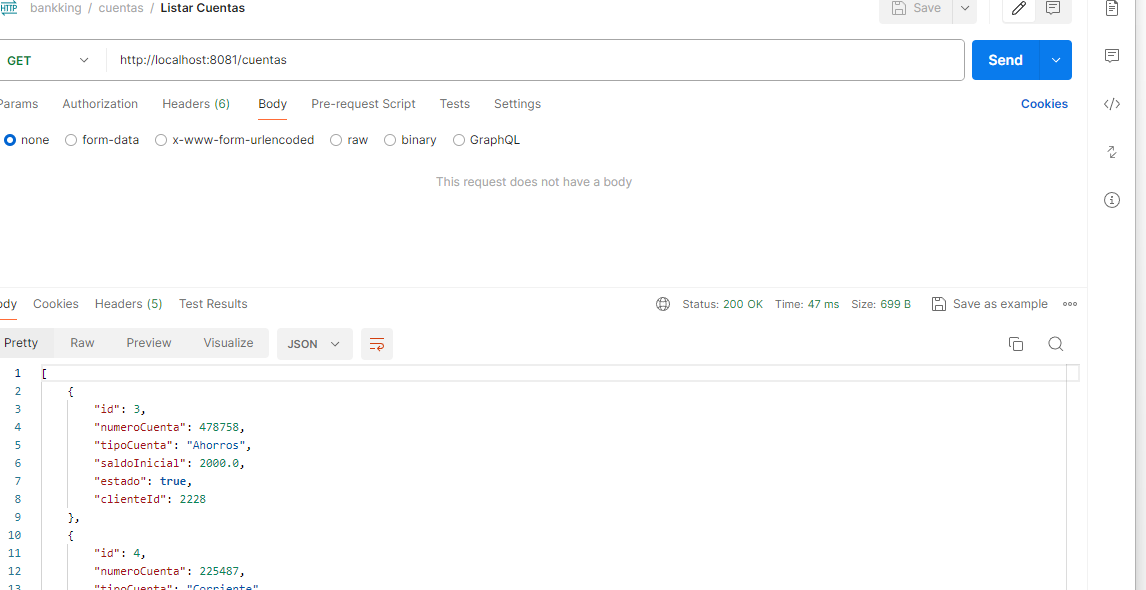 HTTP bankking / cuentas / Listar Cuentas Save
GET http://localhost:8081/cuentas Send
Params Authorization Headers (6) Body Pre-request Script Tests Settings Cookies
none form-data x-www-form-urlencoded raw binary GraphQL
This request does not have a body
ody Cookies Headers (5) Test Results Status: 200 OK Time: 47 ms Size: 699 B Save as example
Pretty Raw Preview Visualize JSON
1 [
2 {
3 "id": 3,
4 "numeroCuenta": 478758,
5 "tipoCuenta": "Ahorros",
6 "saldoInicial": 2000.0,
7 "estado": true,
8 "clienteId": 2228
9 },
10 {
11 "id": 4,
12 "numeroCuenta": 225487,
13 "tipoCuenta": "Corriente"